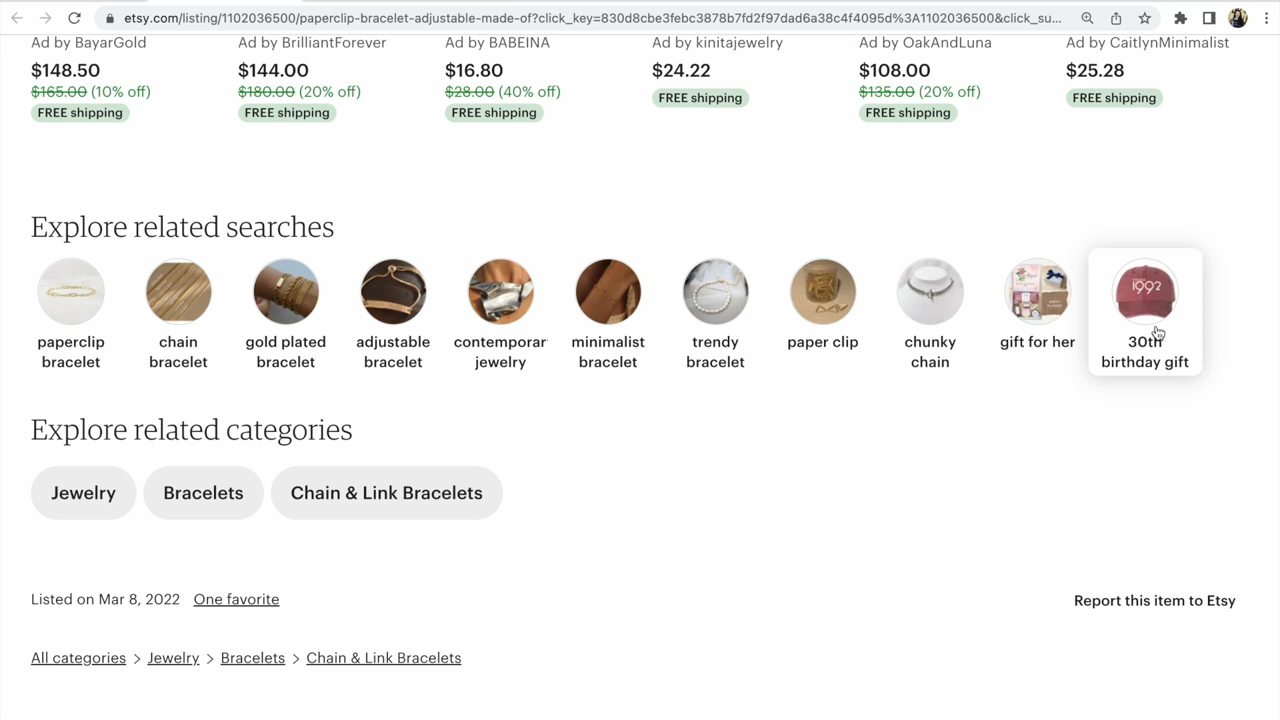 etsy.com/listing/1102036500/paperclip-bracelet-adjustable-made-of?click_key=830d8cbe3febc3878b7fd2f97dad6a38c4f4095d%3A1102036500&click_su...
Ad by BayarGold Ad by BrilliantForever Ad by BABEINA Ad by kinitajewelry Ad by OakAndLuna Ad by CaitlynMinimalist
$148.50 $144.00 $16.80 $24.22 $108.00 $25.28
$165.00 (10% off) $180.00 (20% off) $28.00 (40% off) $135.00 (20% off)
FREE shipping FREE shipping FREE shipping FREE shipping FREE shipping FREE shipping
Explore related searches
1992
paperclip bracelet
chain bracelet
gold plated bracelet
adjustable bracelet
contemporar jewelry
minimalist bracelet
trendy bracelet
paper clip
chunky chain
gift for her
30th birthday gift
Explore related categories
Jewelry Bracelets Chain & Link Bracelets
Listed on Mar 8, 2022 One favorite Report this item to Etsy
All categories > Jewelry > Bracelets > Chain & Link Bracelets